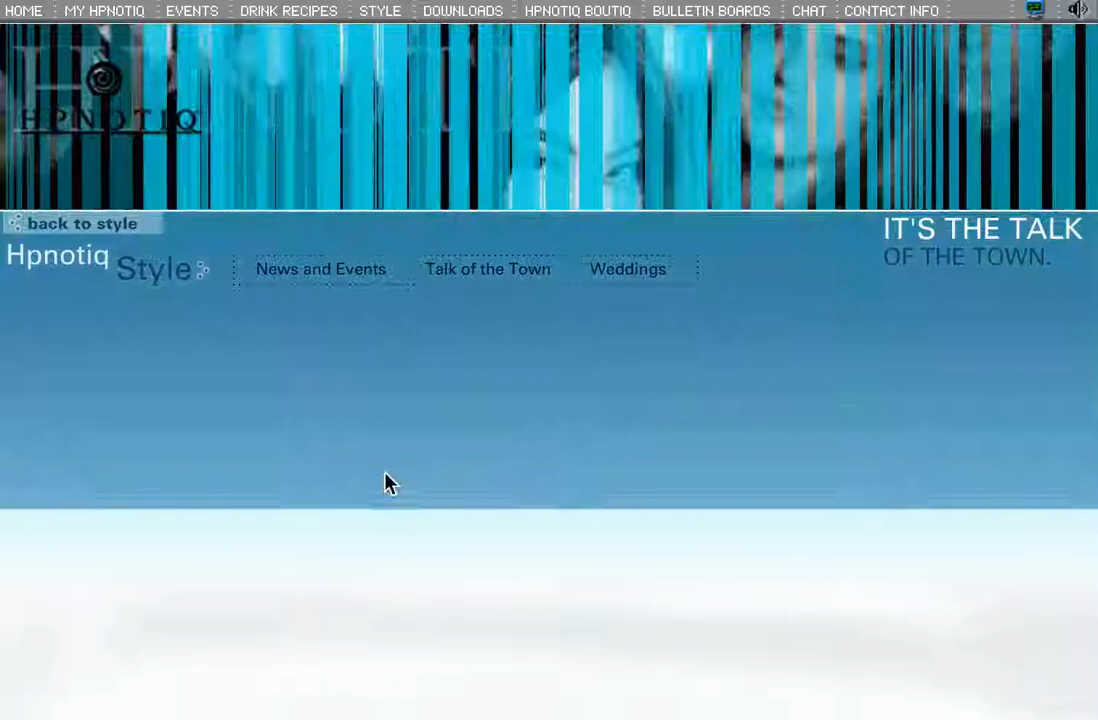 HOME MY HPNOTIQ EVENTS DRINK RECIPES STYLE DOWNLOADS HPNOTIQ BOUTIQ BULLETIN BOARDS CHAT CONTACT INFO
HPNOTIQ
back to style
IT'S THE TALK
OF THE TOWN.
Hpnotiq Style
News and Events Talk of the Town Weddings